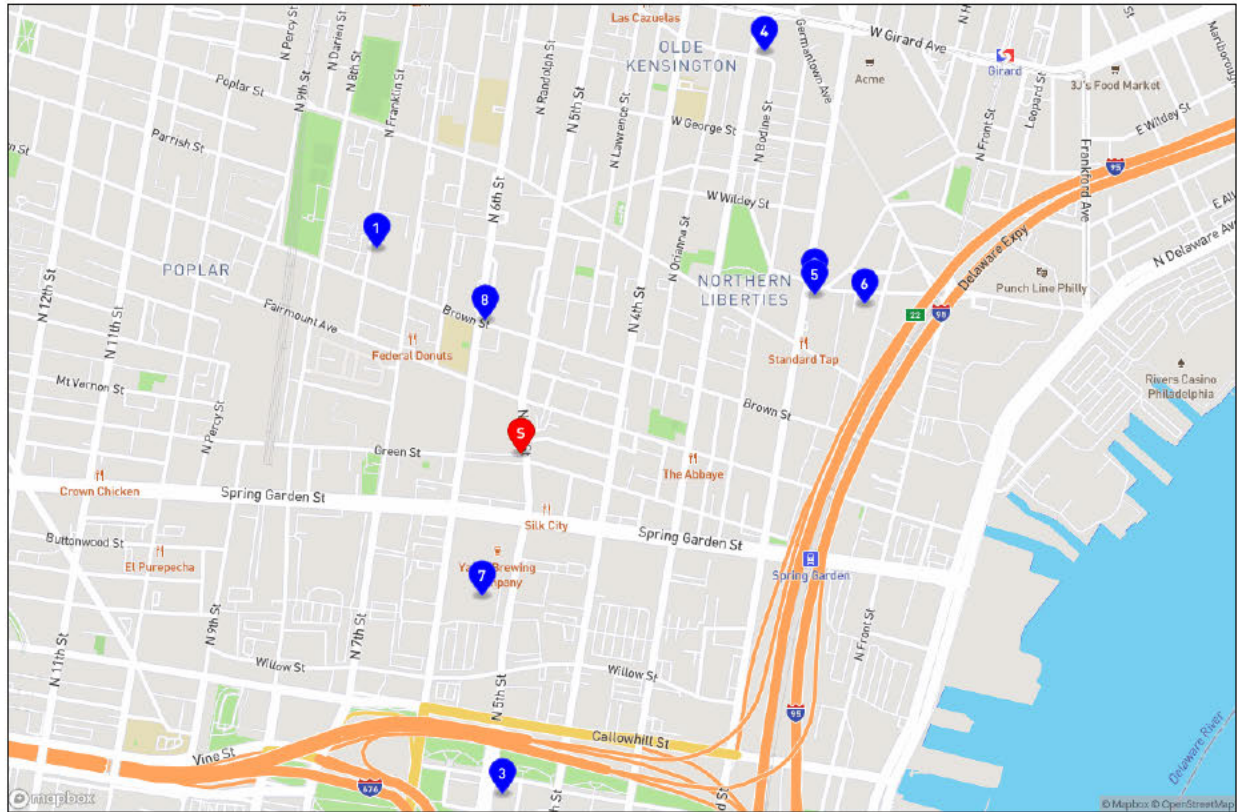 Las Cazuelas
4
W Girard Ave
OLDE
KENSINGTON
Germantown Ave
Girard
Acme
3J's Food Market
Marlborough
N Percy St
N Darien St
N 8th St
N Franklin St
N 9th St
Poplar St
Parrish St
N Randolph St
N 5th St
N Lawrence St
W George St
N Bodine St
N Front St
Leopard St
Frankford Ave
E Wildey St
95
N 6th St
W Wildey St
1
POPLAR
N Orianna St
N 12th St
N 11th St
NORTHERN
LIBERTIES
5
6
Delaware Expy
N Delaware Ave
Punch Line Philly
22
95
8
Brown St
Fairmount Ave
Federal Donuts
N 4th St
Standard Tap
Rivers Casino
Philadelphia
Mt Vernon St
N Percy St
Brown St
S
Green St
The Abbaye
Crown Chicken
Spring Garden St
Silk City
Spring Garden St
Buttonwood St
El Purepecha
7
Spring Garden
N 9th St
N 7th St
N Front St
Willow St
Willow St
N 11th St
N 5th St
95
Callowhill St
Vine St
676
3
Delaware River
mapbox
© Mapbox © OpenStreetMap